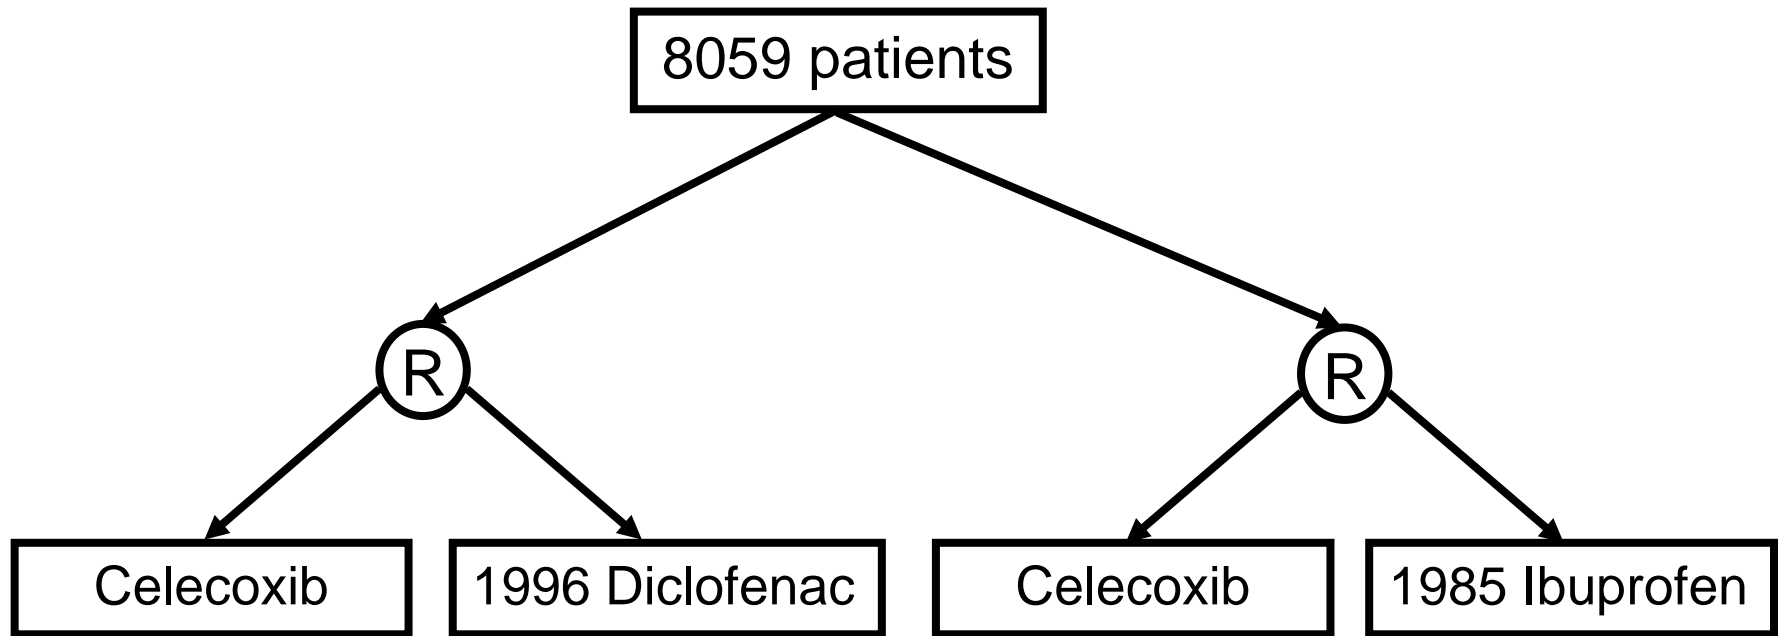 8059 patients
R
R
Celecoxib
1996 Diclofenac
Celecoxib
1985 Ibuprofen